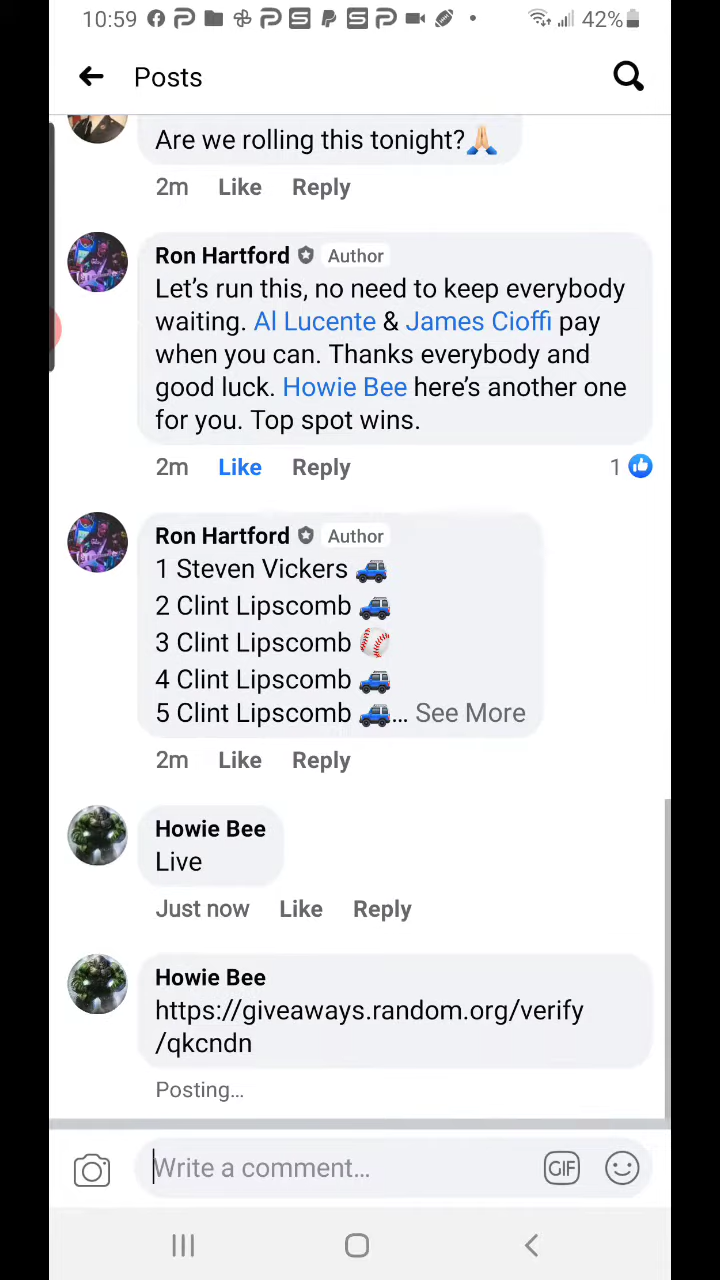 10:59 42%
Posts
Are we rolling this tonight?🙏🏻
2m Like Reply
Ron Hartford Author
Let’s run this, no need to keep everybody
waiting. Al Lucente & James Cioffi pay
when you can. Thanks everybody and
good luck. Howie Bee here’s another one
for you. Top spot wins.
2m Like Reply 1
Ron Hartford Author
1 Steven Vickers 🚙
2 Clint Lipscomb 🚙
3 Clint Lipscomb ⚾
4 Clint Lipscomb 🚙
5 Clint Lipscomb 🚙... See More
2m Like Reply
Howie Bee
Live
Just now Like Reply
Howie Bee
https://giveaways.random.org/verify
/qkcndn
Posting...
Write a comment... GIF